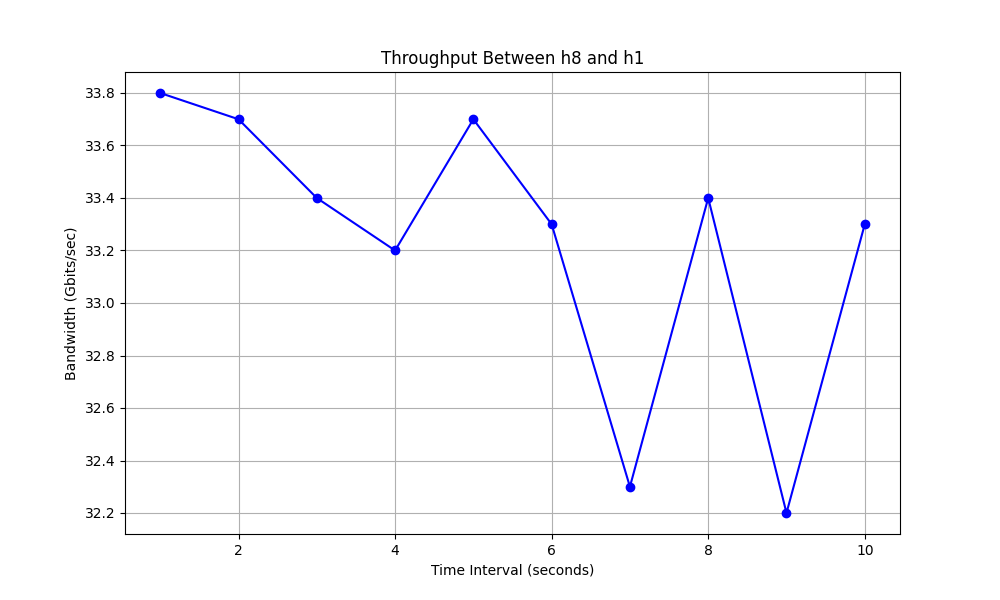 Throughput Between h8 and h1
33.8
33.6
33.4
33.2
33.0
32.8
32.6
32.4
32.2
Bandwidth (Gbits/sec)
2 4 6 8 10
Time Interval (seconds)